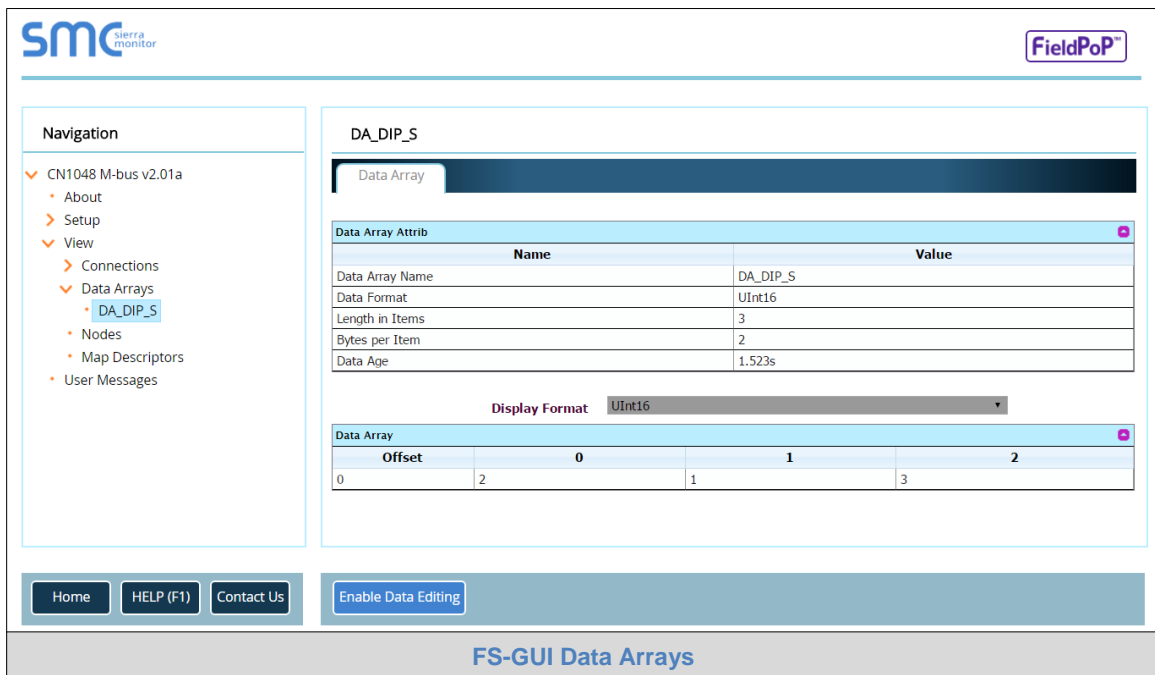 SMC sierra monitor
FieldPoP™
Navigation
CN1048 M-bus v2.01a
About
Setup
View
Connections
Data Arrays
DA_DIP_S
Nodes
Map Descriptors
User Messages
DA_DIP_S
Data Array
Data Array Attrib
Name Value
Data Array Name DA_DIP_S
Data Format UInt16
Length in Items 3
Bytes per Item 2
Data Age 1.523s
Display Format UInt16
Data Array
Offset 0 1 2
0 2 1 3
Home HELP (F1) Contact Us Enable Data Editing
FS-GUI Data Arrays